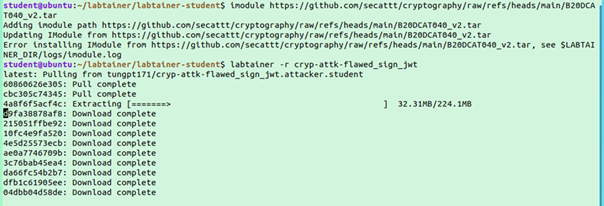 student@ubuntu:~/labtainer/labtainer-student$ imodule https://github.com/secattt/cryptography/raw/refs/heads/main/B20DCA
T040_v2.tar
Adding imodule path https://github.com/secattt/cryptography/raw/refs/heads/main/B20DCAT040_v2.tar
Updating IModule from https://github.com/secattt/cryptography/raw/refs/heads/main/B20DCAT040_v2.tar
Error installing IModule from https://github.com/secattt/cryptography/raw/refs/heads/main/B20DCAT040_v2.tar, see $LABTAI
NER_DIR/logs/imodule.log
student@ubuntu:~/labtainer/labtainer-student$ labtainer -r cryp-attk-flawed_sign_jwt
latest: Pulling from tungpt171/cryp-attk-flawed_sign_jwt.attacker.student
60860626e305: Pull complete
cbc305c74345: Pull complete
4a8f6f5acf4c: Extracting [=======>                                           ]  32.31MB/224.1MB
d9fa38878af8: Download complete
215051ffbe92: Download complete
10fc4e9fa520: Download complete
4e5d25573ecb: Download complete
ae0a7746709b: Download complete
3c76bab45ea4: Download complete
da66fc54b2b7: Download complete
dfb1c61905ee: Download complete
04dbb04d58de: Download complete